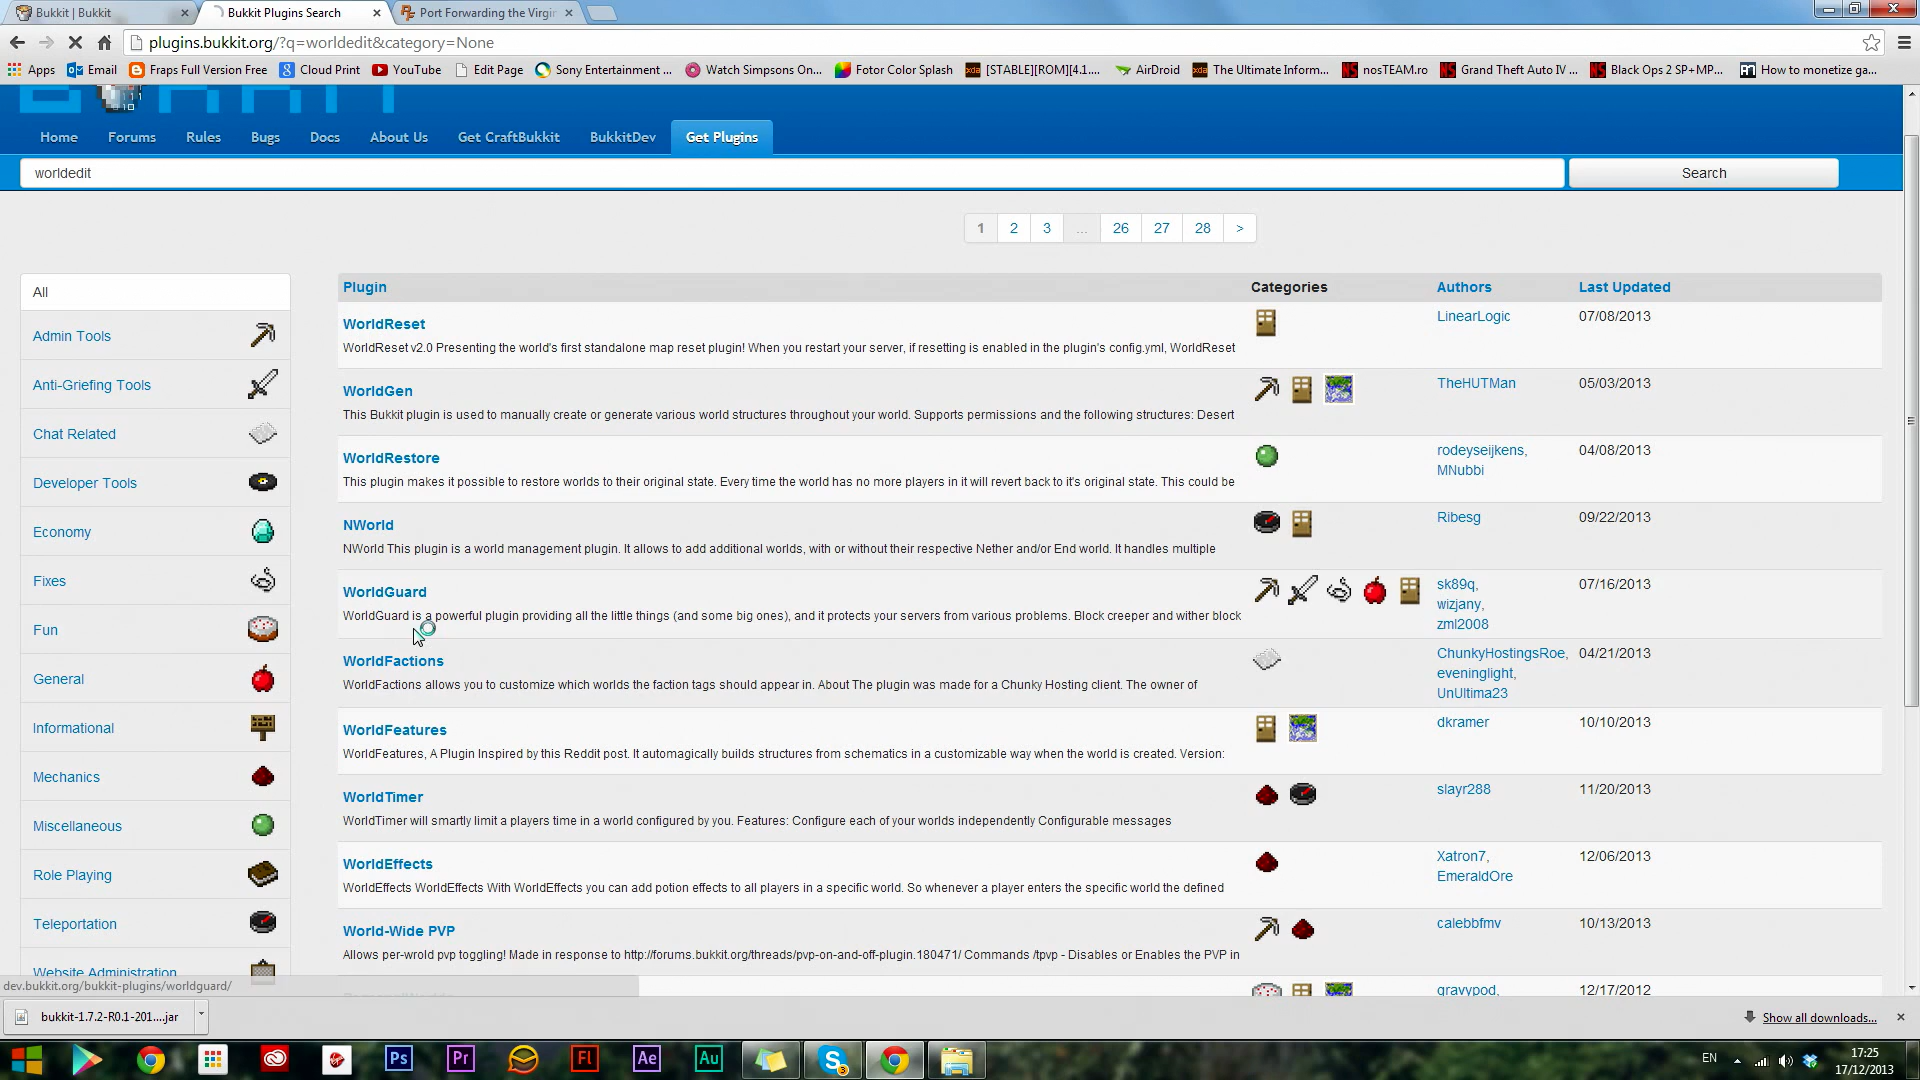 Bukkit | Bukkit
Bukkit Plugins Search
Port Forwarding the Virgin
plugins.bukkit.org/?q=worldedit&category=None
Apps
Email
Fraps Full Version Free
Cloud Print
YouTube
Edit Page
Sony Entertainment ...
Watch Simpsons On...
Fotor Color Splash
[STABLE][ROM][4.1....
AirDroid
The Ultimate Inform...
nosTEAM.ro
Grand Theft Auto IV ...
Black Ops 2 SP+MP...
How to monetize ga...
Home
Forums
Rules
Bugs
Docs
About Us
Get CraftBukkit
BukkitDev
Get Plugins
worldedit
Search
1 2 3 ... 26 27 28 >
All
Admin Tools
Anti-Griefing Tools
Chat Related
Developer Tools
Economy
Fixes
Fun
General
Informational
Mechanics
Miscellaneous
Role Playing
Teleportation
Website Administration
Plugin Categories Authors Last Updated
WorldReset
WorldReset v2.0 Presenting the world's first standalone map reset plugin! When you restart your server, if resetting is enabled in the plugin's config.yml, WorldReset
LinearLogic
07/08/2013
WorldGen
This Bukkit plugin is used to manually create or generate various world structures throughout your world. Supports permissions and the following structures: Desert
TheHUTMan
05/03/2013
WorldRestore
This plugin makes it possible to restore worlds to their original state. Every time the world has no more players in it will revert back to it's original state. This could be
rodeyseijkens,
MNubbi
04/08/2013
NWorld
NWorld This plugin is a world management plugin. It allows to add additional worlds, with or without their respective Nether and/or End world. It handles multiple
Ribesg
09/22/2013
WorldGuard
WorldGuard is a powerful plugin providing all the little things (and some big ones), and it protects your servers from various problems. Block creeper and wither block
sk89q,
wizjany,
zml2008
07/16/2013
WorldFactions
WorldFactions allows you to customize which worlds the faction tags should appear in. About The plugin was made for a Chunky Hosting client. The owner of
ChunkyHostingsRoe,
eveninglight,
UnUltima23
04/21/2013
WorldFeatures
WorldFeatures, A Plugin Inspired by this Reddit post. It automagically builds structures from schematics in a customizable way when the world is created. Version:
dkramer
10/10/2013
WorldTimer
WorldTimer will smartly limit a players time in a world configured by you. Features: Configure each of your worlds independently Configurable messages
slayr288
11/20/2013
WorldEffects
WorldEffects WorldEffects With WorldEffects you can add potion effects to all players in a specific world. So whenever a player enters the specific world the defined
Xatron7,
EmeraldOre
12/06/2013
World-Wide PVP
Allows per-wrold pvp toggling! Made in response to http://forums.bukkit.org/threads/pvp-on-and-off-plugin.180471/ Commands /tpvp - Disables or Enables the PVP in
calebbfmv
10/13/2013
gravypod,
12/17/2012
dev.bukkit.org/bukkit-plugins/worldguard/
bukkit-1.7.2-R0.1-201....jar
Show all downloads...
Ps
Pr
Fl
Ae
Au
3
EN
17:25
17/12/2013